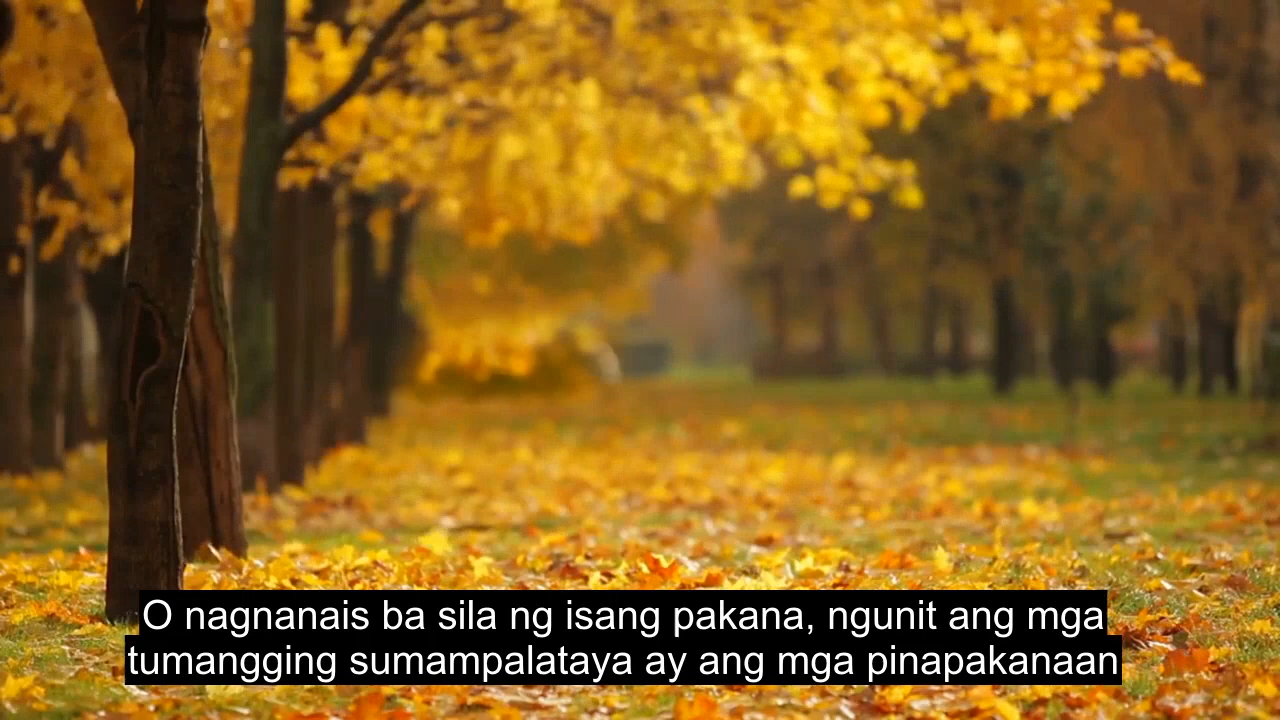 O nagnanais ba sila ng isang pakana, ngunit ang mga
tumangging sumampalataya ay ang mga pinapakanaan